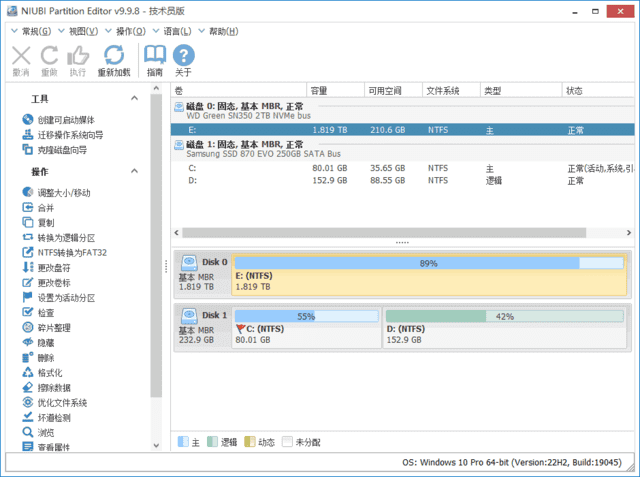 NIUBI Partition Editor v9.9.8 - 技术员版
常规(G) 视图(V) 操作(O) 语言(L) 帮助(H)
撤消 重做 执行 重新加载 指南 关于
工具
创建可启动媒体
迁移操作系统向导
克隆磁盘向导
操作
调整大小/移动
合并
复制
转换为逻辑分区
NTFS转换为FAT32
更改盘符
更改卷标
设置为活动分区
检查
碎片整理
隐藏
删除
格式化
擦除数据
优化文件系统
坏道检测
浏览
查看属性
卷 容量 可用空间 文件系统 类型 状态
磁盘 0: 固态, 基本 MBR, 正常
WD Green SN350 2TB NVMe bus
E: 1.819 TB 210.6 GB NTFS 主 正常
磁盘 1: 固态, 基本 MBR, 正常
Samsung SSD 870 EVO 250GB SATA Bus
C: 80.01 GB 35.65 GB NTFS 主 正常(活动,系统,引
D: 152.9 GB 88.55 GB NTFS 逻辑 正常
Disk 0
基本 MBR
1.819 TB
89%
E: (NTFS)
1.819 TB
Disk 1
基本 MBR
232.9 GB
55%
C: (NTFS)
80.01 GB
42%
D: (NTFS)
152.9 GB
主 逻辑 动态 未分配
OS: Windows 10 Pro 64-bit (Version:22H2, Build:19045)